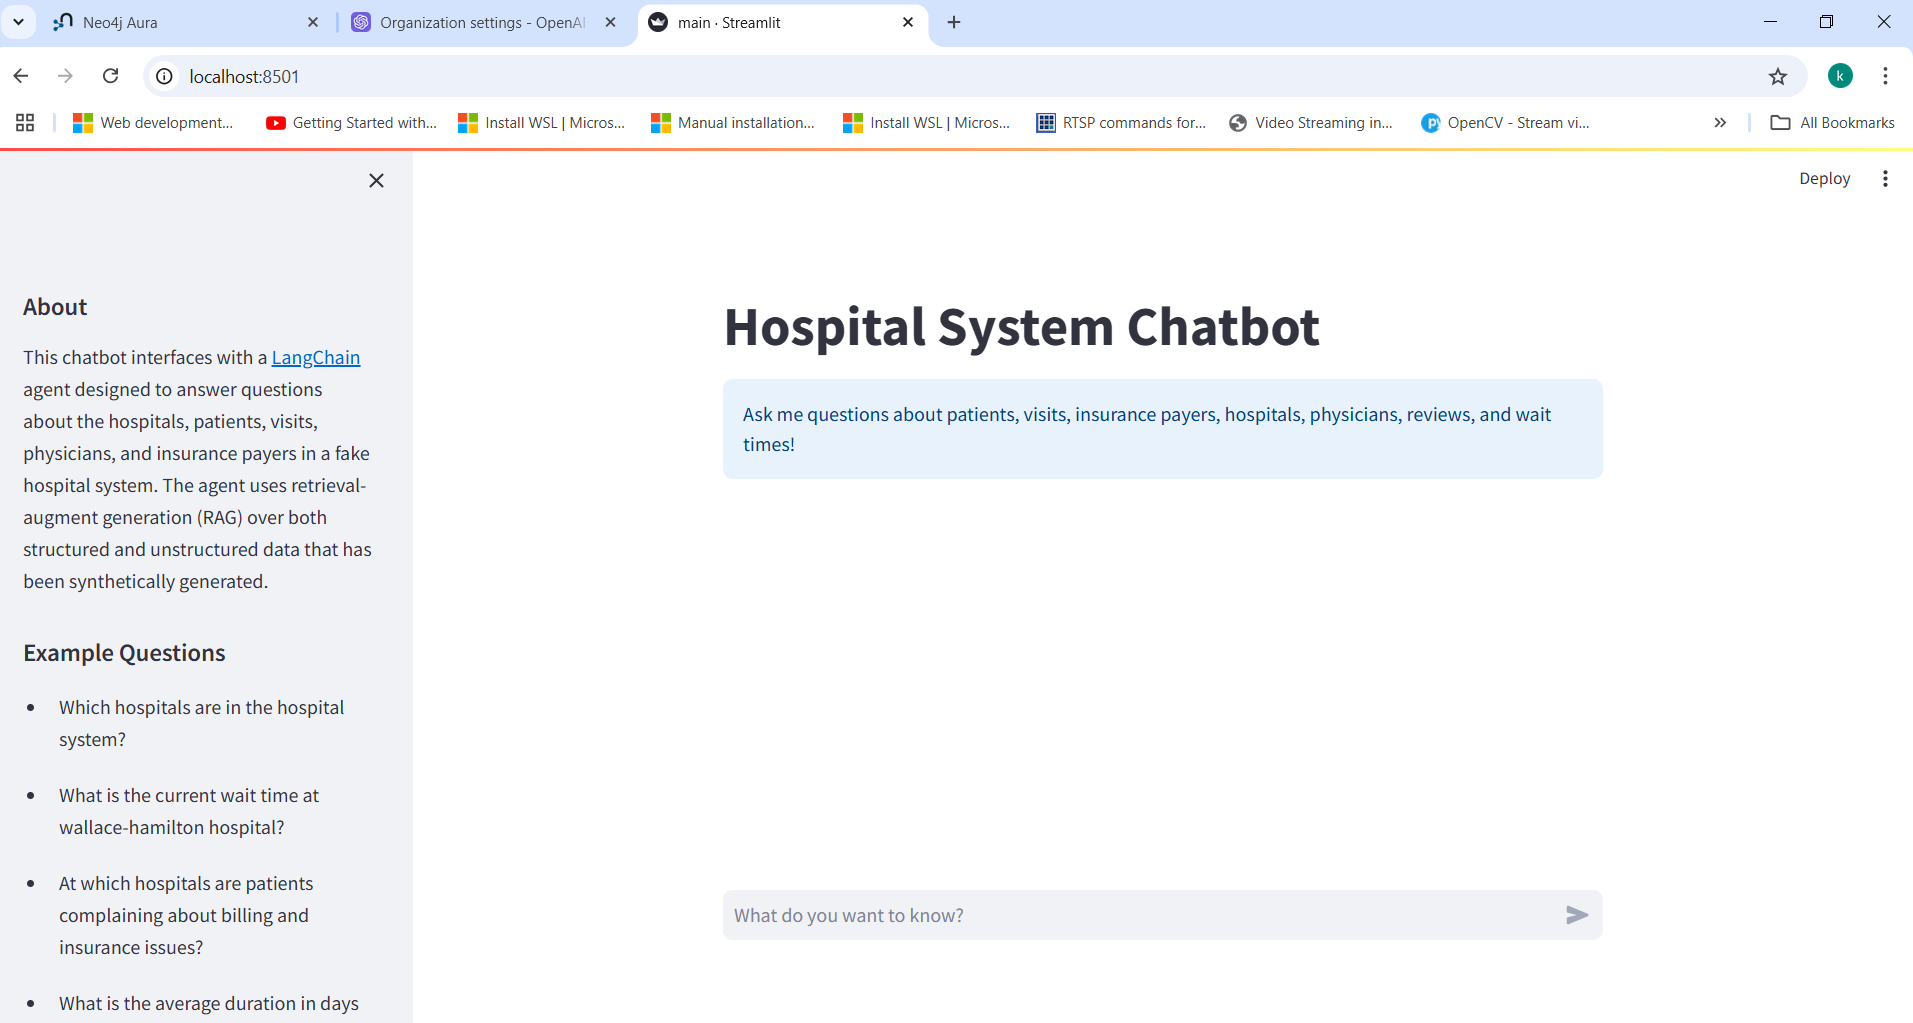 Neo4j Aura
Organization settings - OpenAI
main · Streamlit
localhost:8501
k
Web development...
Getting Started with...
Install WSL | Micros...
Manual installation...
Install WSL | Micros...
RTSP commands for...
Video Streaming in...
OpenCV - Stream vi...
All Bookmarks
Deploy
About
This chatbot interfaces with a LangChain
agent designed to answer questions
about the hospitals, patients, visits,
physicians, and insurance payers in a fake
hospital system. The agent uses retrieval-
augment generation (RAG) over both
structured and unstructured data that has
been synthetically generated.
Example Questions
Which hospitals are in the hospital
system?
What is the current wait time at
wallace-hamilton hospital?
At which hospitals are patients
complaining about billing and
insurance issues?
What is the average duration in days
Hospital System Chatbot
Ask me questions about patients, visits, insurance payers, hospitals, physicians, reviews, and wait
times!
What do you want to know?